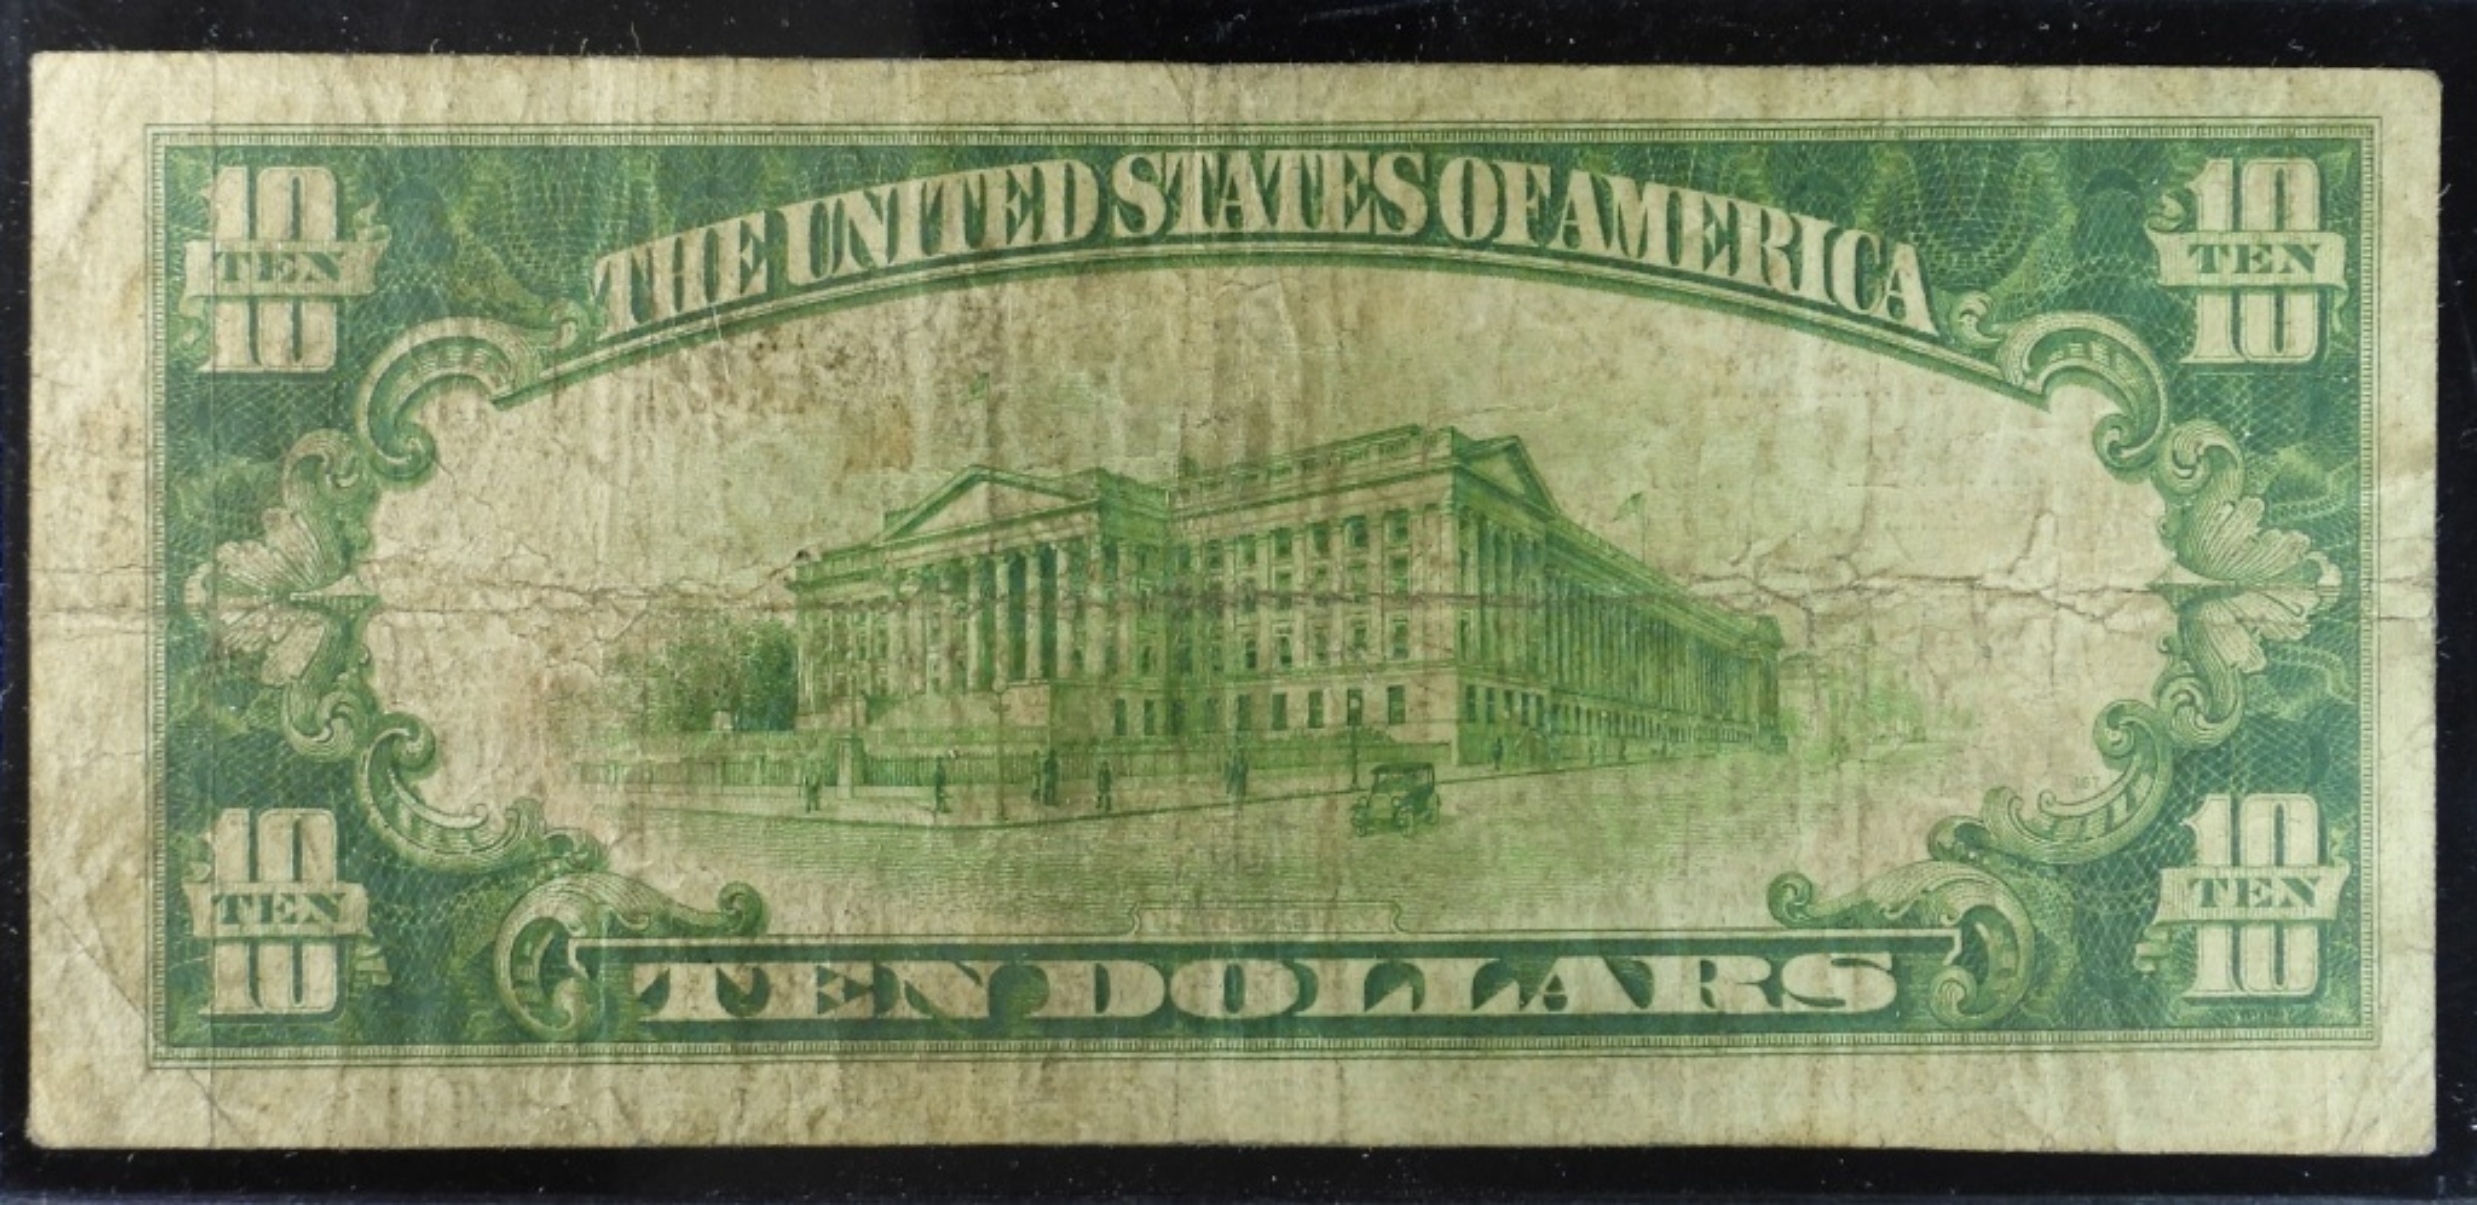 THE UNITED STATES OF AMERICA
10 TEN 10
10 TEN 10
10 TEN 10
10 TEN 10
TEN DOLLARS